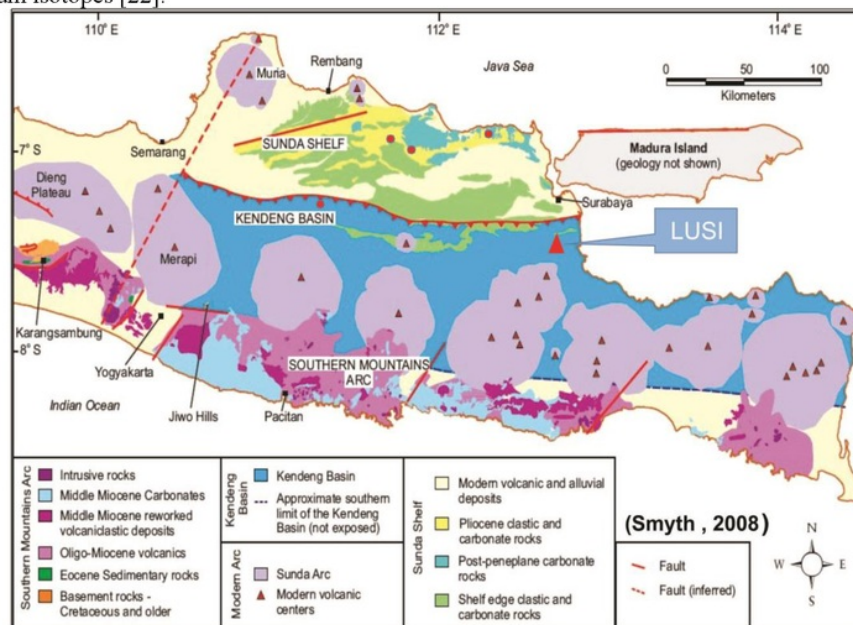 isotopes [22].
110° E
112° E
114° E
Muria
Rembang
Java Sea
0 50 100
Kilometers
7° S
Semarang
SUNDA SHELF
Madura Island
(geology not shown)
Dieng
Plateau
KENDENG BASIN
Surabaya
LUSI
Merapi
Karangsambung
8° S
Yogyakarta
SOUTHERN MOUNTAINS
ARC
Indian Ocean
Jiwo Hills
Pacitan
Southern Mountains Arc
Intrusive rocks
Middle Miocene Carbonates
Middle Miocene reworked
volcaniclastic deposits
Oligo-Miocene volcanics
Eocene Sedimentary rocks
Basement rocks -
Cretaceous and older
Kendeng
Basin
Kendeng Basin
Approximate southern
limit of the Kendeng
Basin (not exposed)
Modern Arc
Sunda Arc
Modern volcanic
centers
Sunda Shelf
Modern volcanic and alluvial
deposits
Pliocene clastic and
carbonate rocks
Post-peneplane carbonate
rocks
Shelf edge clastic and
carbonate rocks
(Smyth , 2008)
Fault
Fault (inferred)
N
W E
S